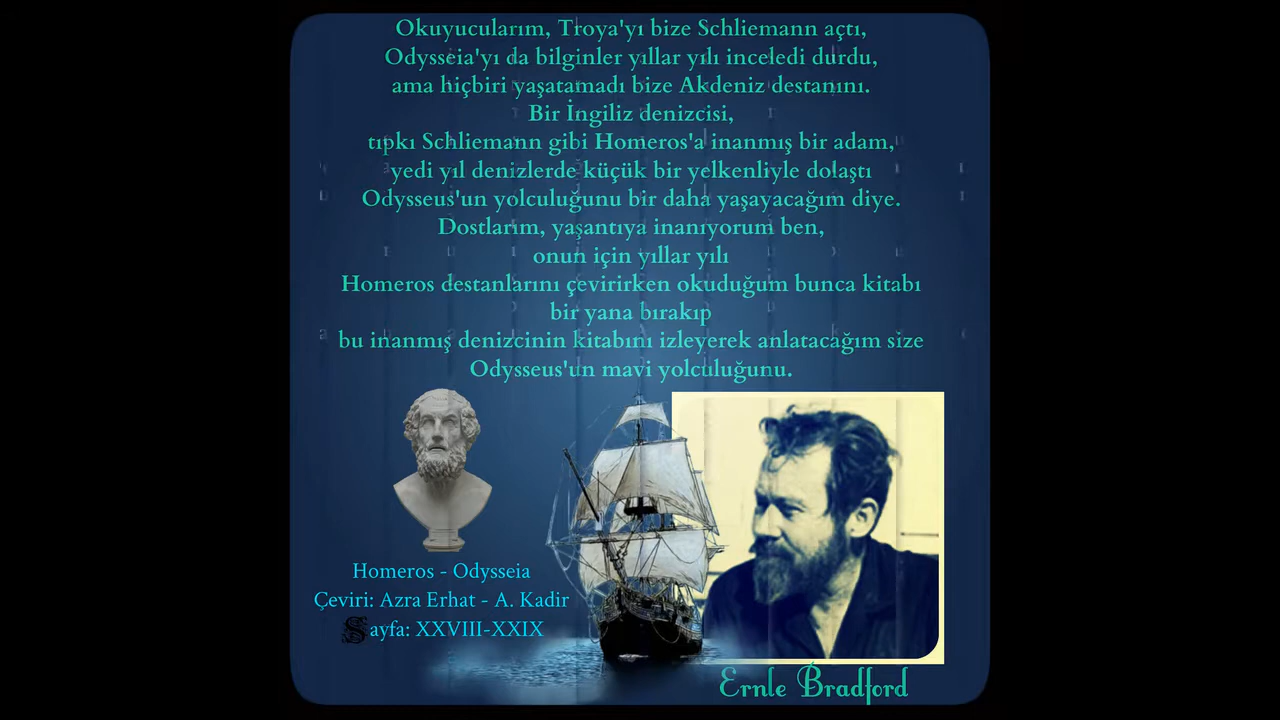 Okuyucularım, Troya'yı bize Schliemann açtı,
Odysseia'yı da bilginler yıllar yılı inceledi durdu,
ama hiçbiri yaşatamadı bize Akdeniz destanını.
Bir İngiliz denizcisi,
tıpkı Schliemann gibi Homeros'a inanmış bir adam,
yedi yıl denizlerde küçük bir yelkenliyle dolaştı
Odysseus'un yolculuğunu bir daha yaşayacağım diye.
Dostlarım, yaşantıya inanıyorum ben,
onun için yıllar yılı
Homeros destanlarını çevirirken okuduğum bunca kitabı
bir yana bırakıp
bu inanmış denizcinin kitabını izleyerek anlatacağım size
Odysseus'un mavi yolculuğunu.
Homeros - Odysseia
Çeviri: Azra Erhat - A. Kadir
Sayfa: XXVIII-XXIX
Ernle Bradford